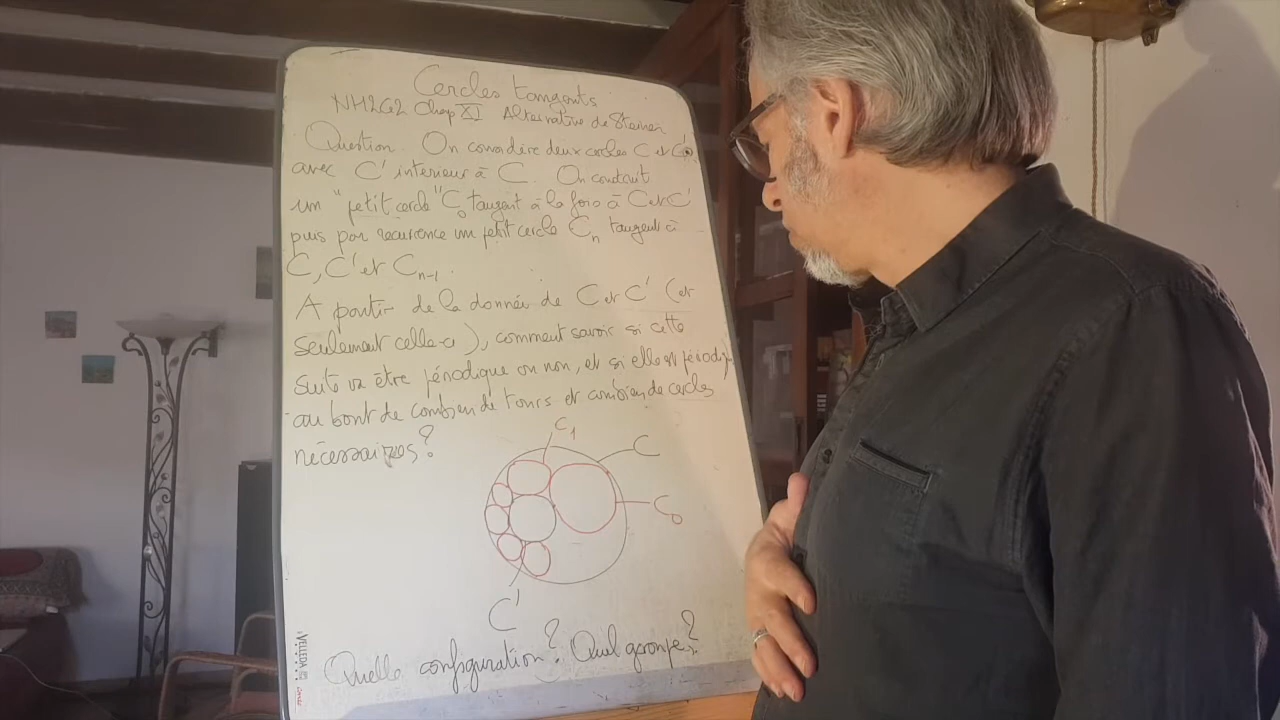 Cercles tangents
NH2G2 Chap XI Alternative de Steiner
Question. On considère deux cercles C et C'
avec C' interieur à C. On construit
un "petit cercle" C0 tangent à la fois à C et C'
puis par récurence un petit cercle Cn tangent à
C, C' et Cn-1.
A partir de la donnée de C et C' (et
seulement celle-ci), comment savoir si cette
suite va être périodique ou non, et si elle est périodique
au bout de combien de tours et combien de cercles
nécessaires?
C1
C
C0
C'
Quelle configuration? Quel groupe?
VELLEDA